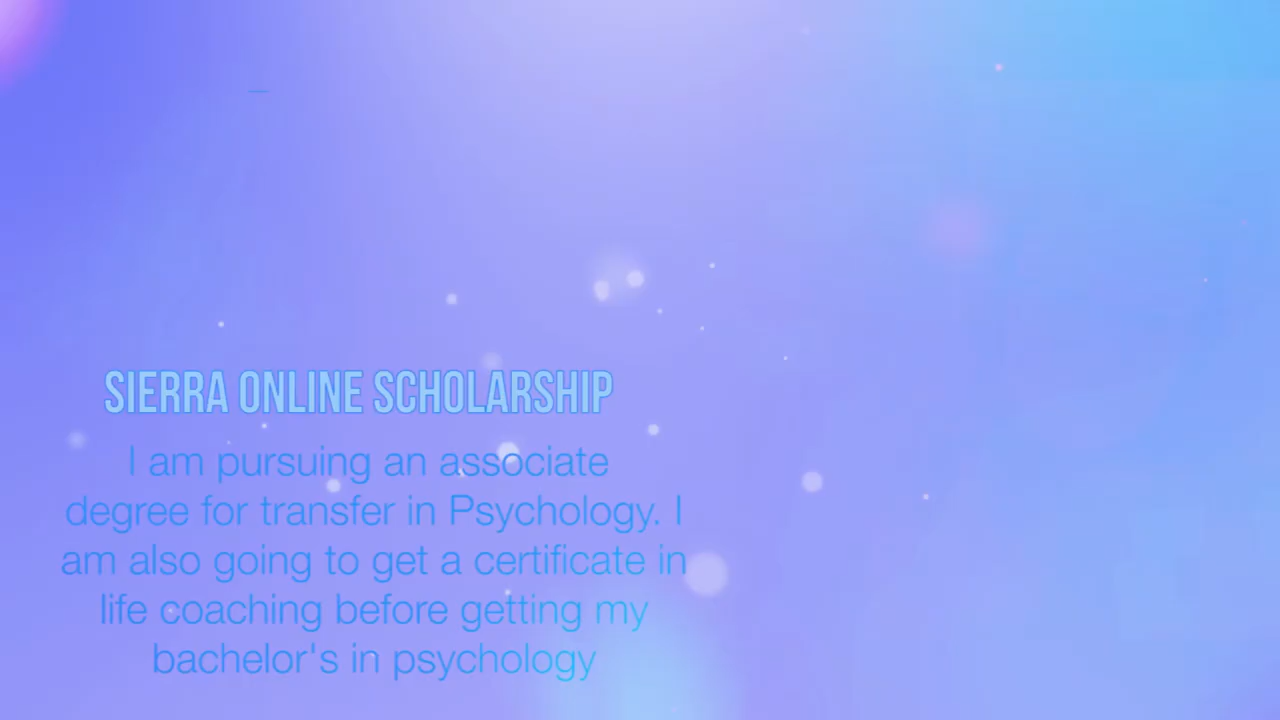 SIERRA ONLINE SCHOLARSHIP
I am pursuing an associate
degree for transfer in Psychology. I
am also going to get a certificate in
life coaching before getting my
bachelor's in psychology